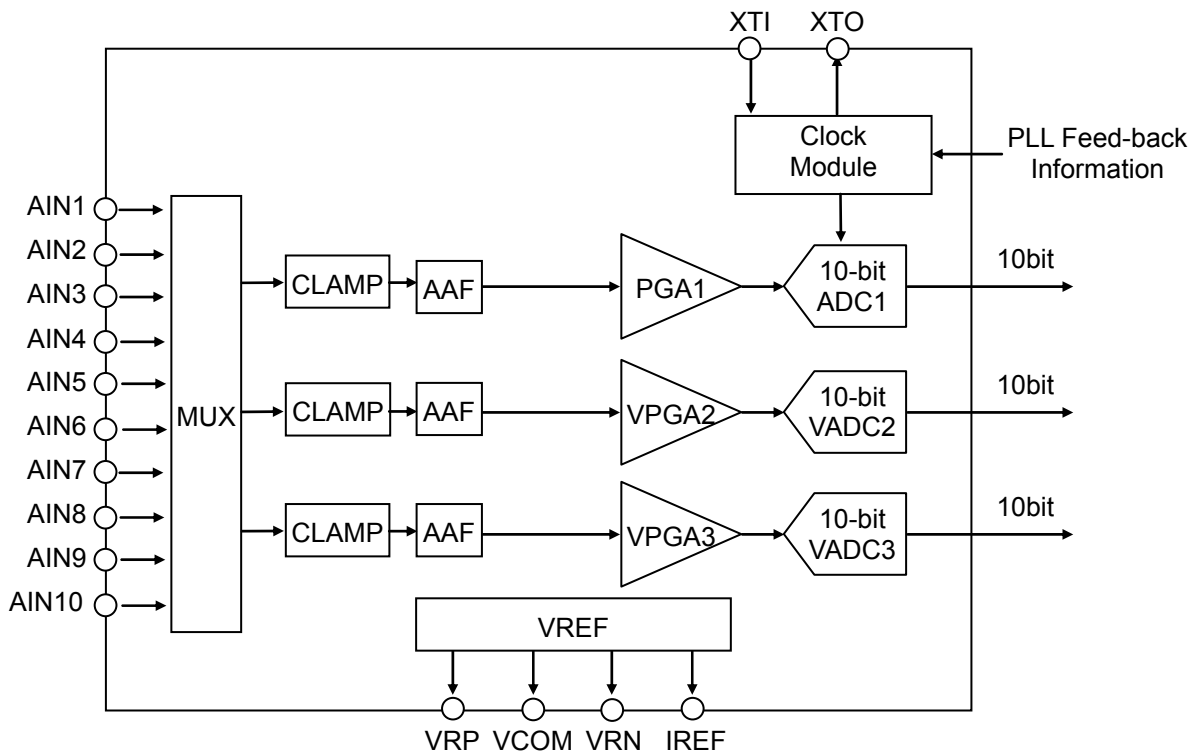 XTI
XTO
Clock
Module
PLL Feed-back
Information
AIN1
AIN2
AIN3
AIN4
AIN5
AIN6
AIN7
AIN8
AIN9
AIN10
MUX
CLAMP
AAF
PGA1
10-bit
ADC1
10bit
CLAMP
AAF
VPGA2
10-bit
VADC2
10bit
CLAMP
AAF
VPGA3
10-bit
VADC3
10bit
VREF
VRP
VCOM
VRN
IREF